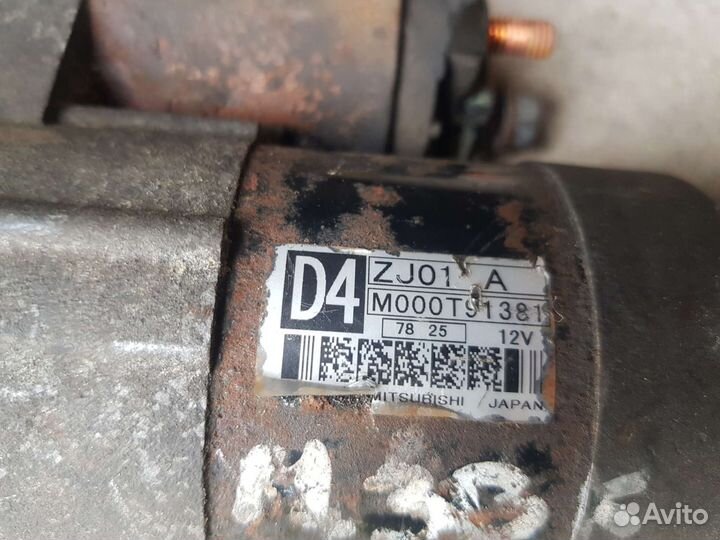 D4
ZJ01 A
M000T91381
78 25 12V
MITSUBISHI JAPAN
Avito